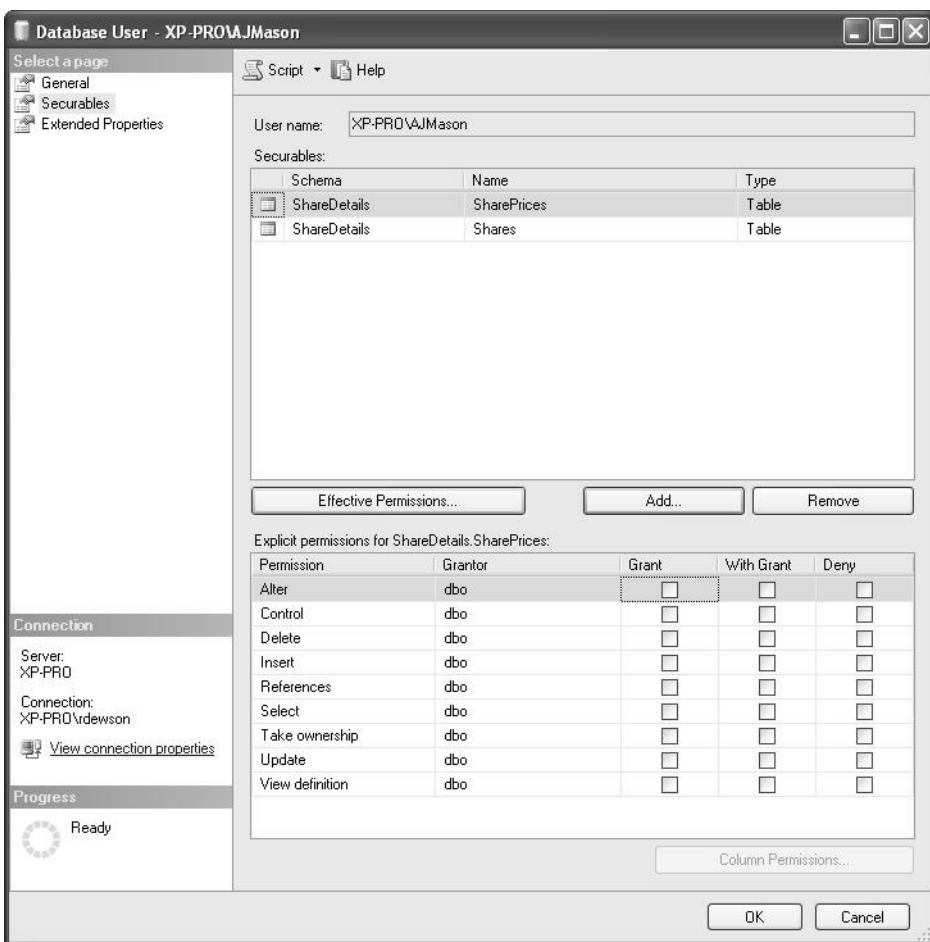 Database User - XP-PRO\AJMason
Select a page
General
Securables
Extended Properties
Script Help
User name: XP-PRO\AJMason
Securables:
Schema Name Type
ShareDetails SharePrices Table
ShareDetails Shares Table
Effective Permissions... Add... Remove
Explicit permissions for ShareDetails.SharePrices:
Permission Grantor Grant With Grant Deny
Alter dbo
Control dbo
Delete dbo
Insert dbo
References dbo
Select dbo
Take ownership dbo
Update dbo
View definition dbo
Column Permissions...
Connection
Server:
XP-PRO
Connection:
XP-PRO\rdewson
View connection properties
Progress
Ready
OK Cancel